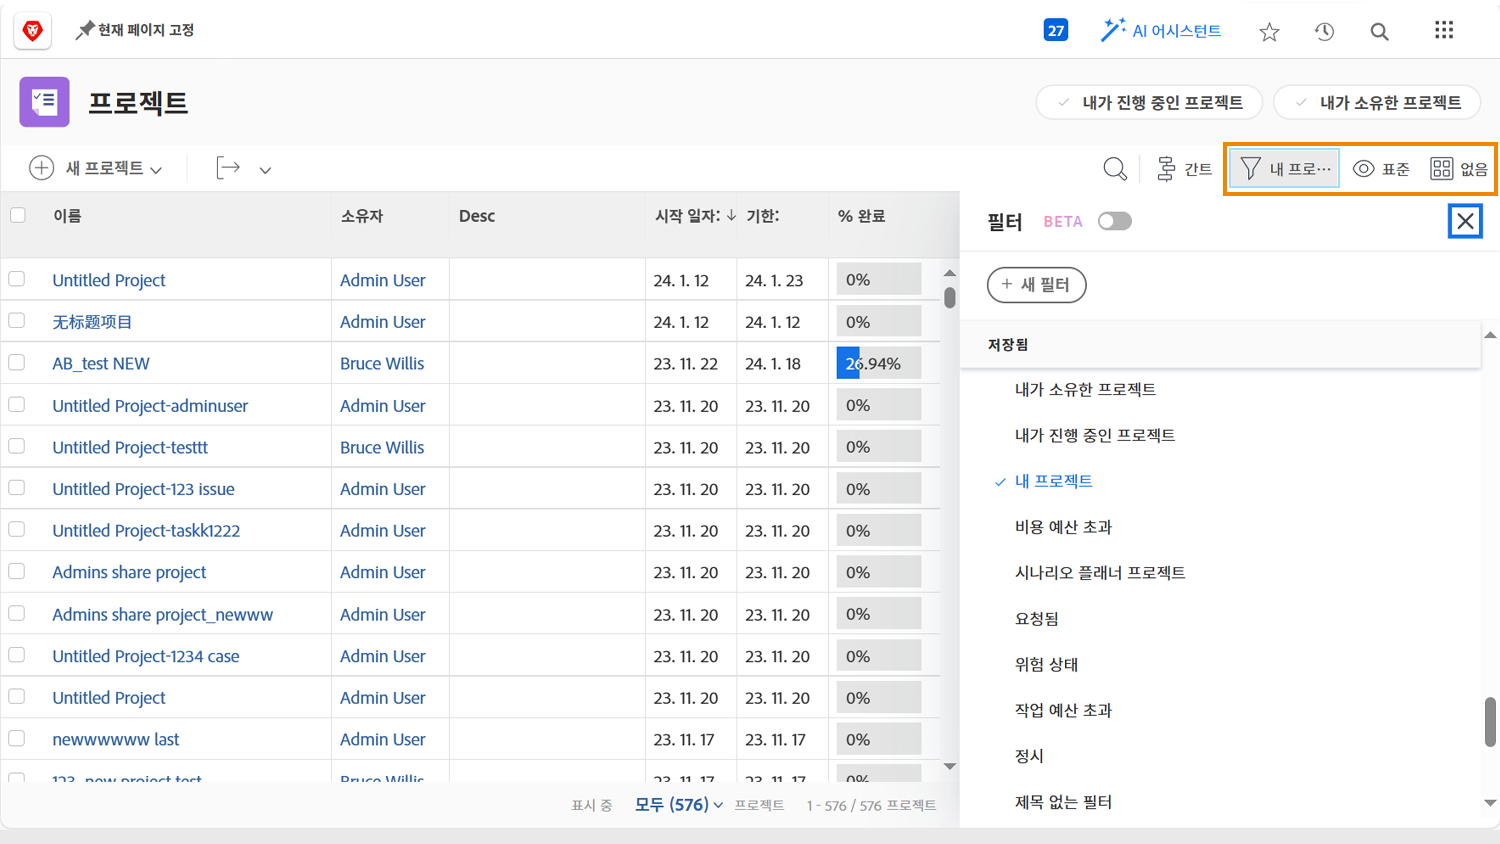 현재 페이지 고정
27
AI 어시스턴트
프로젝트
내가 진행 중인 프로젝트
내가 소유한 프로젝트
새 프로젝트
간트
내 프로···
표준
없음
이름 소유자 Desc 시작 일자: 기한: % 완료
Untitled Project Admin User 24. 1. 12 24. 1. 23 0%
无标题项目 Admin User 24. 1. 12 24. 1. 12 0%
AB_test NEW Bruce Willis 23. 11. 22 24. 1. 18 26.94%
Untitled Project-adminuser Admin User 23. 11. 20 23. 11. 20 0%
Untitled Project-testtt Bruce Willis 23. 11. 20 23. 11. 20 0%
Untitled Project-123 issue Admin User 23. 11. 20 23. 11. 20 0%
Untitled Project-taskk1222 Admin User 23. 11. 20 23. 11. 20 0%
Admins share project Admin User 23. 11. 20 23. 11. 20 0%
Admins share project_newww Admin User 23. 11. 20 23. 11. 20 0%
Untitled Project-1234 case Admin User 23. 11. 20 23. 11. 20 0%
Untitled Project Admin User 23. 11. 20 23. 11. 20 0%
newwwwww last Admin User 23. 11. 17 23. 11. 17 0%
123_new project test Bruce Willis 23. 11. 17 23. 11. 17 0%
표시 중 모두 (576) 프로젝트 1 - 576 / 576 프로젝트
필터 BETA
+ 새 필터
저장됨
내가 소유한 프로젝트
내가 진행 중인 프로젝트
내 프로젝트
비용 예산 초과
시나리오 플래너 프로젝트
요청됨
위험 상태
작업 예산 초과
정시
제목 없는 필터